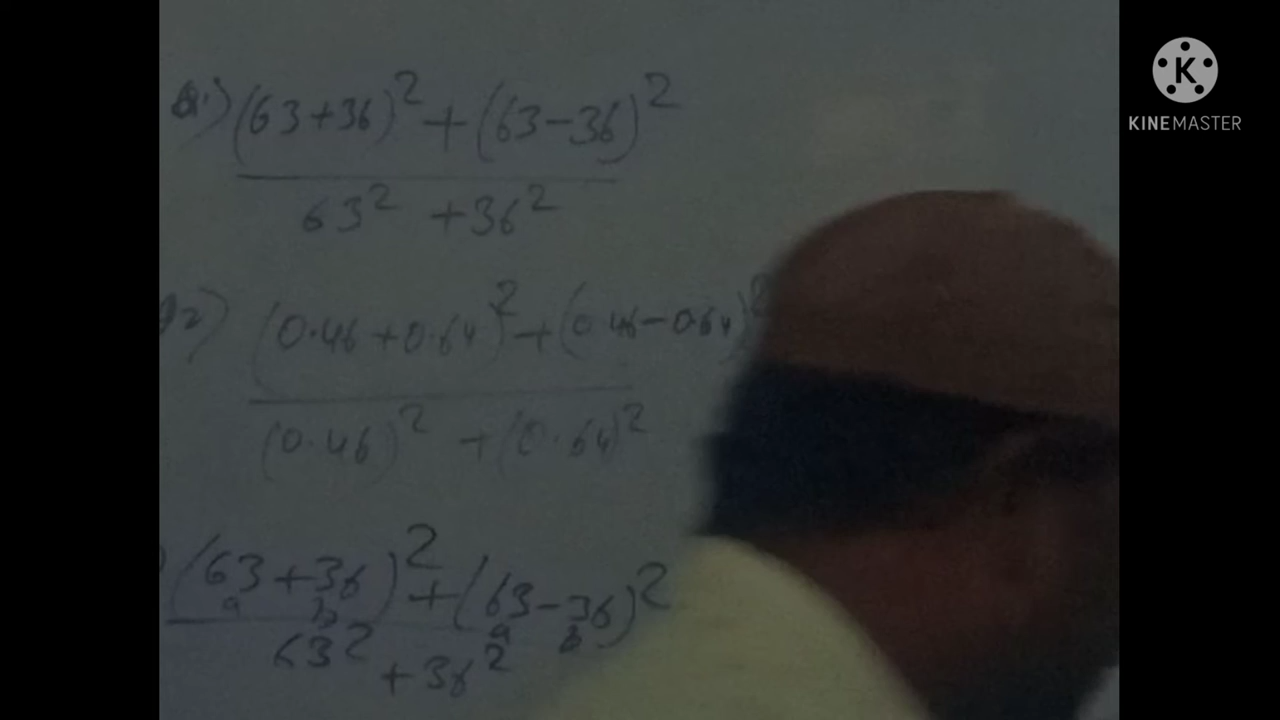 Q1) (63+36)² + (63-36)²
63² + 36²
2) (0.46+0.64)² + (0.46-0.64)²
(0.46)² + (0.64)²
) (63+36)² + (63-36)²
a b a b
63² + 36²
K
KINEMASTER